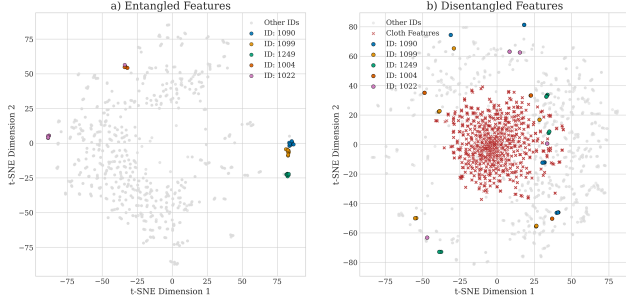 a) Entangled Features
Other IDs
ID: 1090
ID: 1099
ID: 1249
ID: 1004
ID: 1022
75
50
25
0
−25
−50
−75
t-SNE Dimension 2
−75
−50
−25
0
25
50
75
t-SNE Dimension 1
b) Disentangled Features
Other IDs
Cloth Features
ID: 1090
ID: 1099
ID: 1249
ID: 1004
ID: 1022
80
60
40
20
0
−20
−40
−60
−80
t-SNE Dimension 2
−75
−50
−25
0
25
50
75
t-SNE Dimension 1